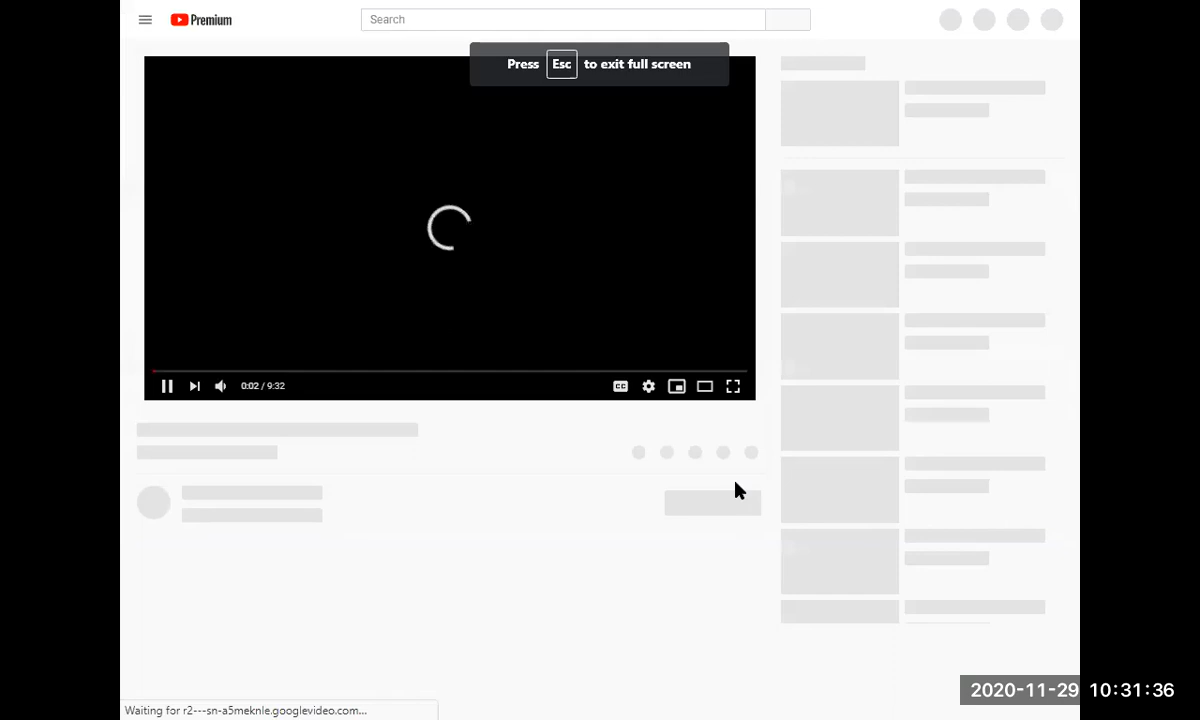 Premium
Search
Press Esc to exit full screen
0:02 / 9:32
CC
2020-11-29 10:31:36
Waiting for r2---sn-a5meknle.googlevideo.com...